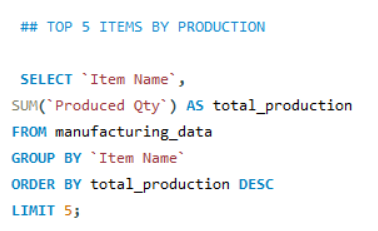 ## TOP 5 ITEMS BY PRODUCTION
SELECT `Item Name`,
SUM(`Produced Qty`) AS total_production
FROM manufacturing_data
GROUP BY `Item Name`
ORDER BY total_production DESC
LIMIT 5;